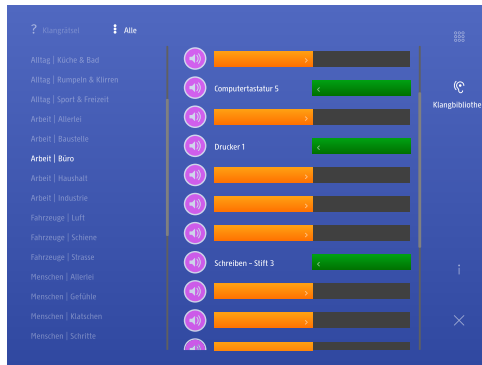 ? Klangrätsel
Alle
Alltag | Küche & Bad
Alltag | Rumpeln & Klirren
Alltag | Sport & Freizeit
Arbeit | Allerlei
Arbeit | Baustelle
Arbeit | Büro
Arbeit | Haushalt
Arbeit | Industrie
Fahrzeuge | Luft
Fahrzeuge | Schiene
Fahrzeuge | Strasse
Menschen | Allerlei
Menschen | Gefühle
Menschen | Klatschen
Menschen | Schritte
Computertastatur 5
Drucker 1
Schreiben - Stift 3
Klangbibliothe